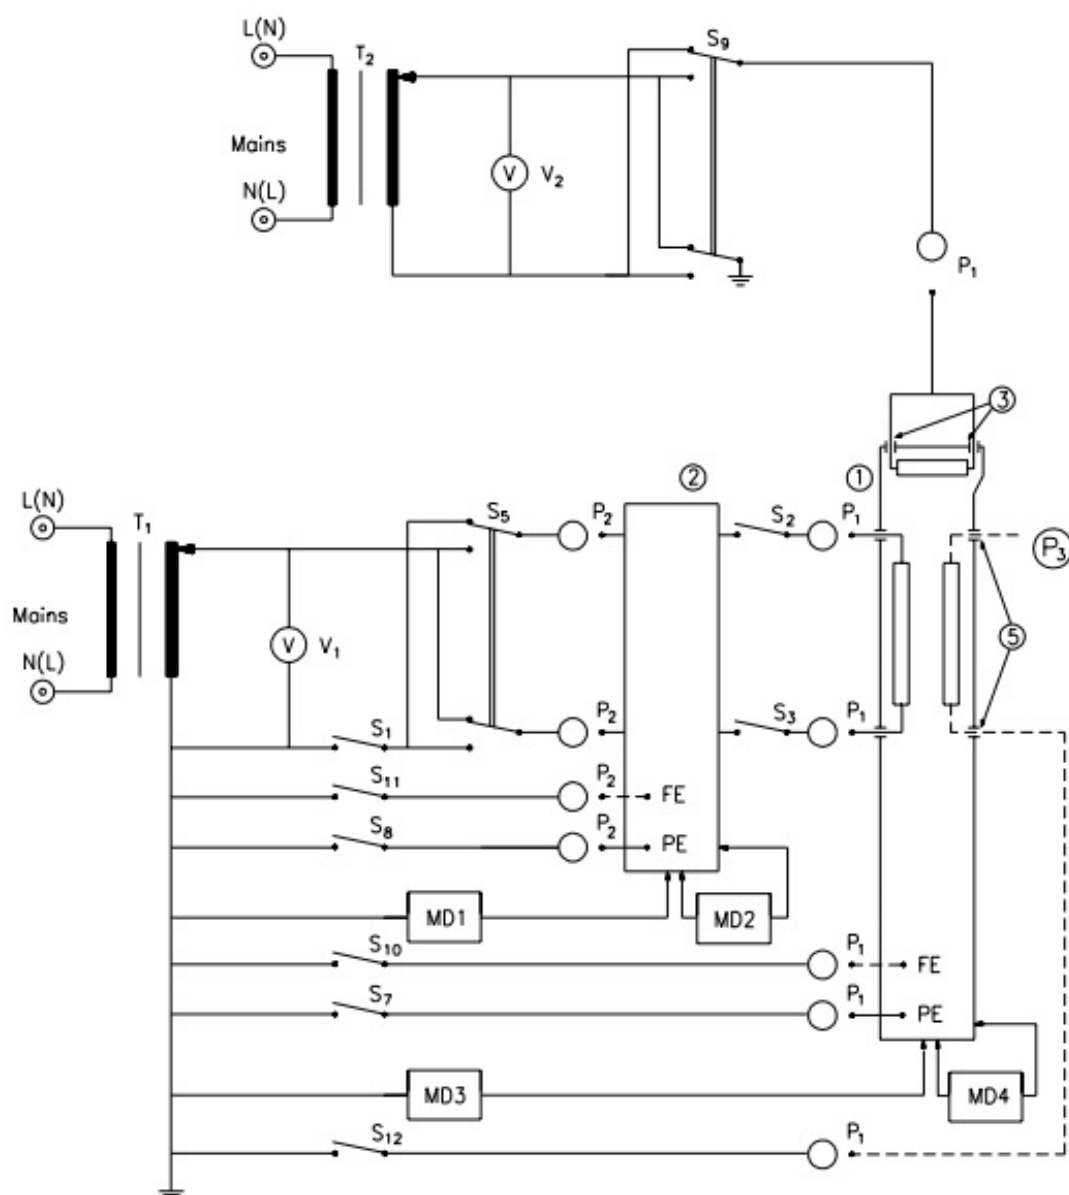 L(N)
T2
S9
Mains
V
V2
N(L)
P1
3
2
1
L(N)
T1
S5
P2
S2
P1
P3
Mains
V
V1
5
N(L)
S1
P2
S3
P1
S11
P2
FE
S8
P2
PE
MD1
MD2
S10
P1
FE
S7
P1
PE
MD3
MD4
S12
P1